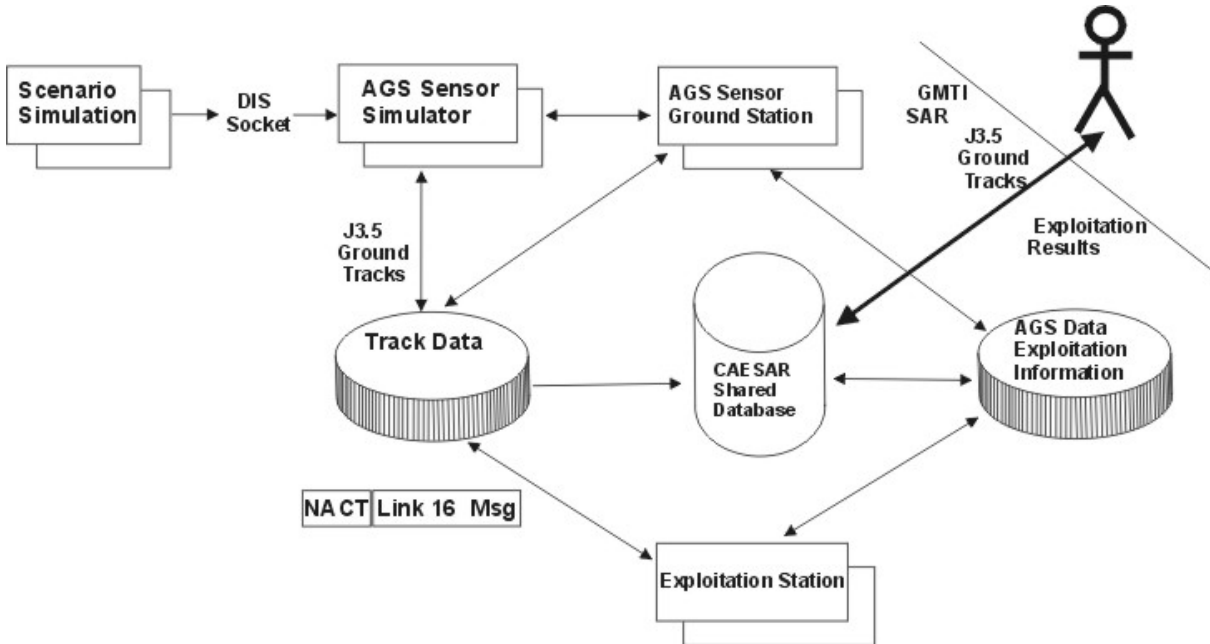 Scenario
Simulation
DIS
Socket
AGS Sensor
Simulator
AGS Sensor
Ground Station
GMTI
SAR
J3.5
Ground
Tracks
Exploitation
Results
J3.5
Ground
Tracks
Track Data
CAESAR
Shared
Database
AGS Data
Exploitation
Information
NACT Link 16 Msg
Exploitation Station